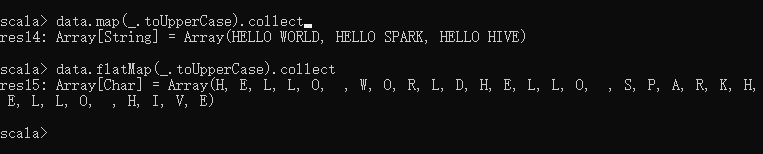 scala> data.map(_.toUpperCase).collect
res14: Array[String] = Array(HELLO WORLD, HELLO SPARK, HELLO HIVE)
scala> data.flatMap(_.toUpperCase).collect
res15: Array[Char] = Array(H, E, L, L, O,  , W, O, R, L, D, H, E, L, L, O,  , S, P, A, R, K, H,
 E, L, L, O,  , H, I, V, E)
scala>